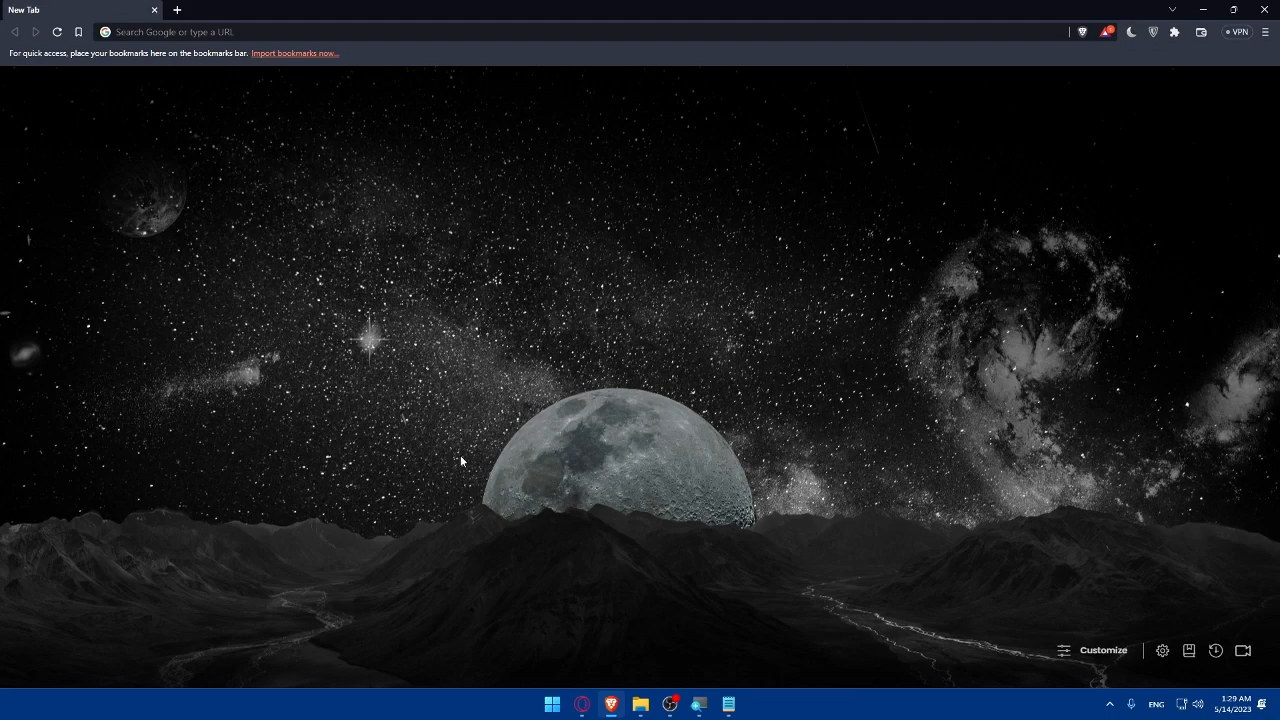 New Tab
Search Google or type a URL
VPN
For quick access, place your bookmarks here on the bookmarks bar. Import bookmarks now...
Customize
ENG
1:29 AM
5/14/2023